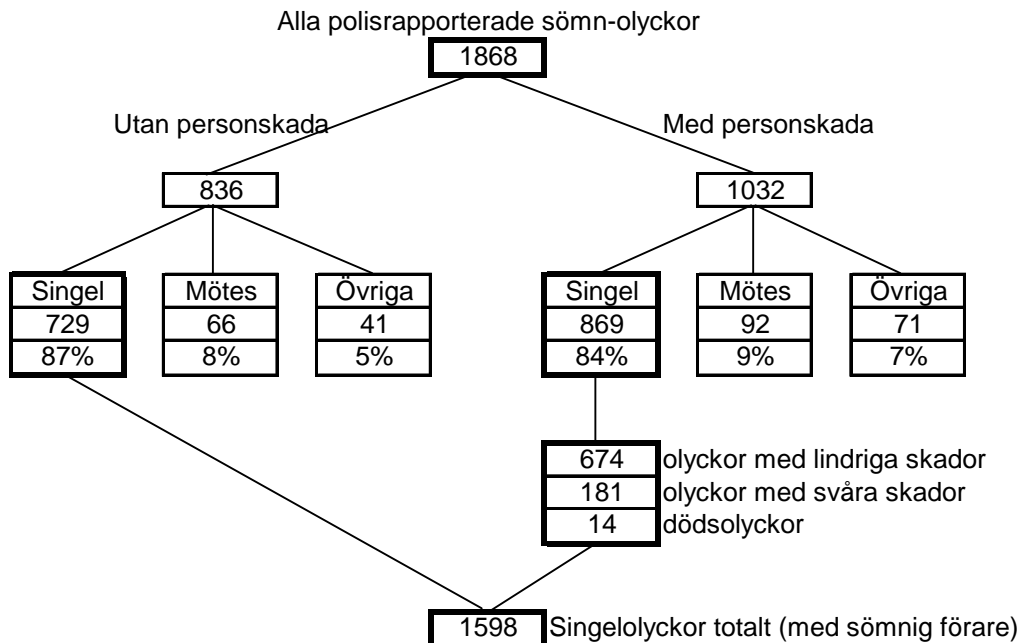 Alla polisrapporterade sömn-olyckor
1868
Utan personskada
Med personskada
836
1032
Singel Mötes Övriga Singel Mötes Övriga
729 66 41 869 92 71
87% 8% 5% 84% 9% 7%
674 olyckor med lindriga skador
181 olyckor med svåra skador
14 dödsolyckor
1598 Singelolyckor totalt (med sömnig förare)